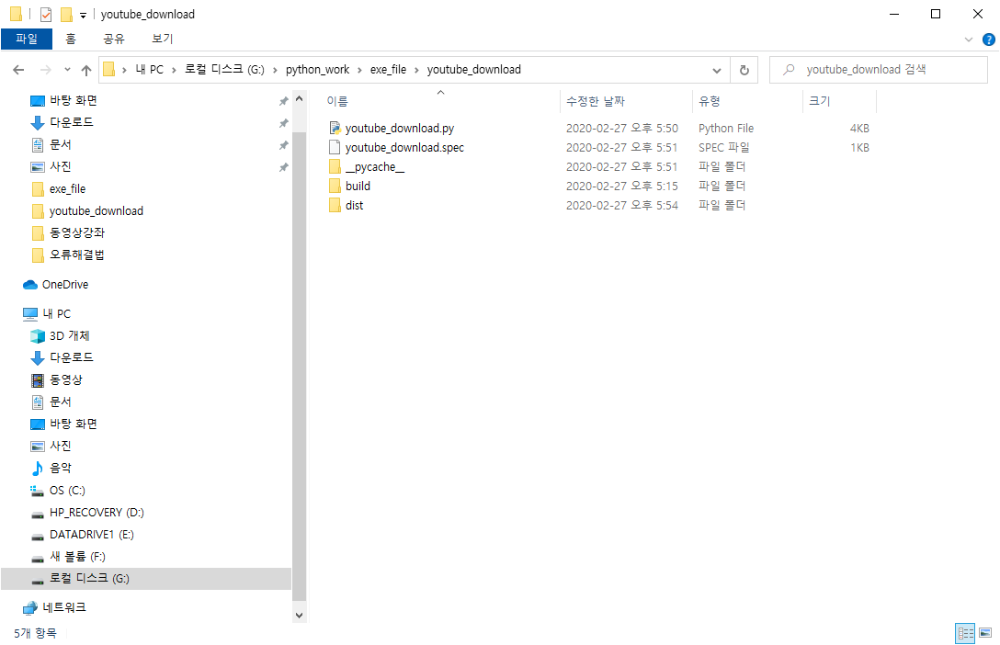 youtube_download
파일 홈 공유 보기
내 PC 로컬 디스크 (G:) python_work exe_file youtube_download
youtube_download 검색
바탕 화면
다운로드
문서
사진
exe_file
youtube_download
동영상강좌
오류해결법
OneDrive
내 PC
3D 개체
다운로드
동영상
문서
바탕 화면
사진
음악
OS (C:)
HP_RECOVERY (D:)
DATADRIVE1 (E:)
새 볼륨 (F:)
로컬 디스크 (G:)
네트워크
이름 수정한 날짜 유형 크기
youtube_download.py 2020-02-27 오후 5:50 Python File 4KB
youtube_download.spec 2020-02-27 오후 5:51 SPEC 파일 1KB
__pycache__ 2020-02-27 오후 5:51 파일 폴더
build 2020-02-27 오후 5:15 파일 폴더
dist 2020-02-27 오후 5:54 파일 폴더
5개 항목